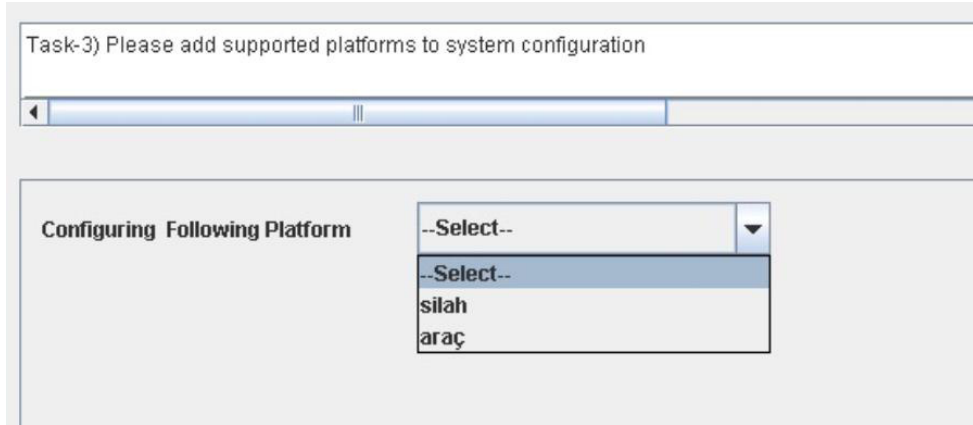 Task-3) Please add supported platforms to system configuration
Configuring Following Platform
--Select--
--Select--
silah
araç